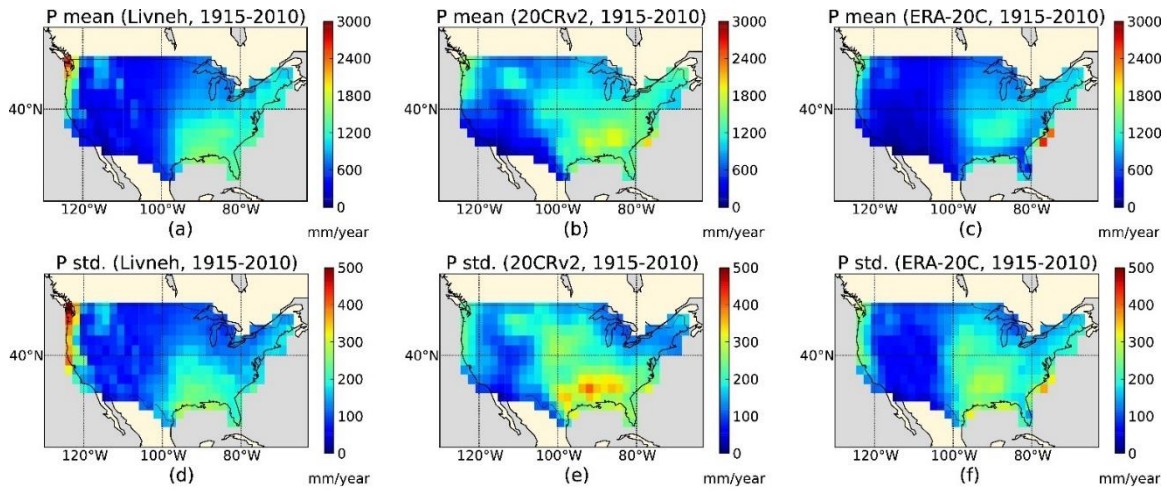 P mean (Livneh, 1915-2010)
3000
2400
1800
1200
600
0
40°N
120°W 100°W 80°W
(a)
mm/year
P mean (20CRv2, 1915-2010)
3000
2400
1800
1200
600
0
40°N
120°W 100°W 80°W
(b)
mm/year
P mean (ERA-20C, 1915-2010)
3000
2400
1800
1200
600
0
40°N
120°W 100°W 80°W
(c)
mm/year
P std. (Livneh, 1915-2010)
500
400
300
200
100
0
40°N
120°W 100°W 80°W
(d)
mm/year
P std. (20CRv2, 1915-2010)
500
400
300
200
100
0
40°N
120°W 100°W 80°W
(e)
mm/year
P std. (ERA-20C, 1915-2010)
500
400
300
200
100
0
40°N
120°W 100°W 80°W
(f)
mm/year